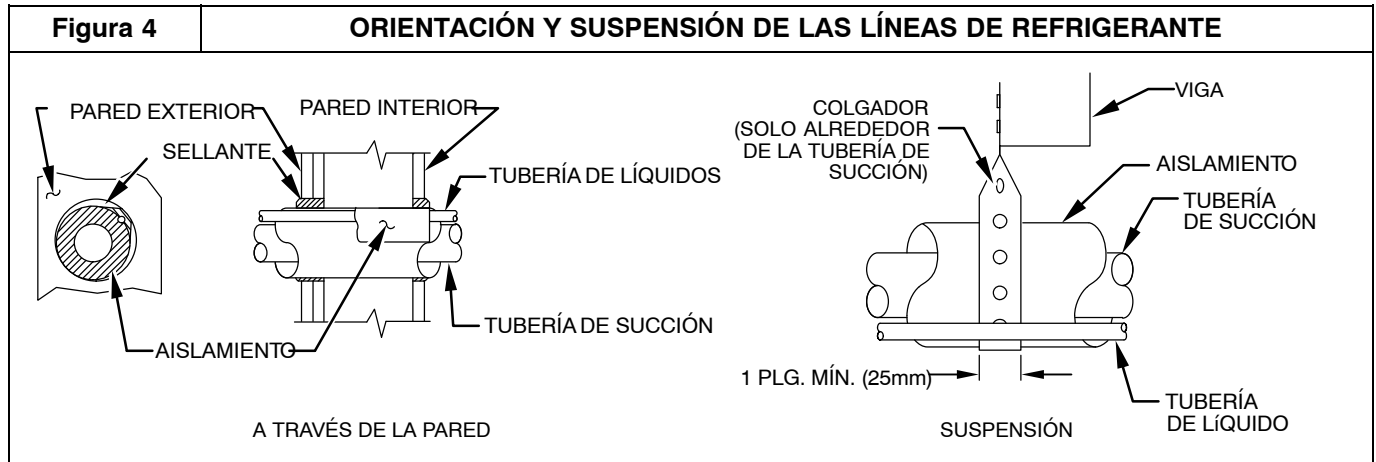 Figura 4
ORIENTACIÓN Y SUSPENSIÓN DE LAS LÍNEAS DE REFRIGERANTE
PARED EXTERIOR
PARED INTERIOR
SELLANTE
TUBERÍA DE LÍQUIDOS
TUBERÍA DE SUCCIÓN
AISLAMIENTO
A TRAVÉS DE LA PARED
COLGADOR
(SOLO ALREDEDOR
DE LA TUBERÍA DE
SUCCIÓN)
VIGA
AISLAMIENTO
TUBERÍA
DE SUCCIÓN
1 PLG. MÍN. (25mm)
TUBERÍA
DE LíQUIDO
SUSPENSIÓN